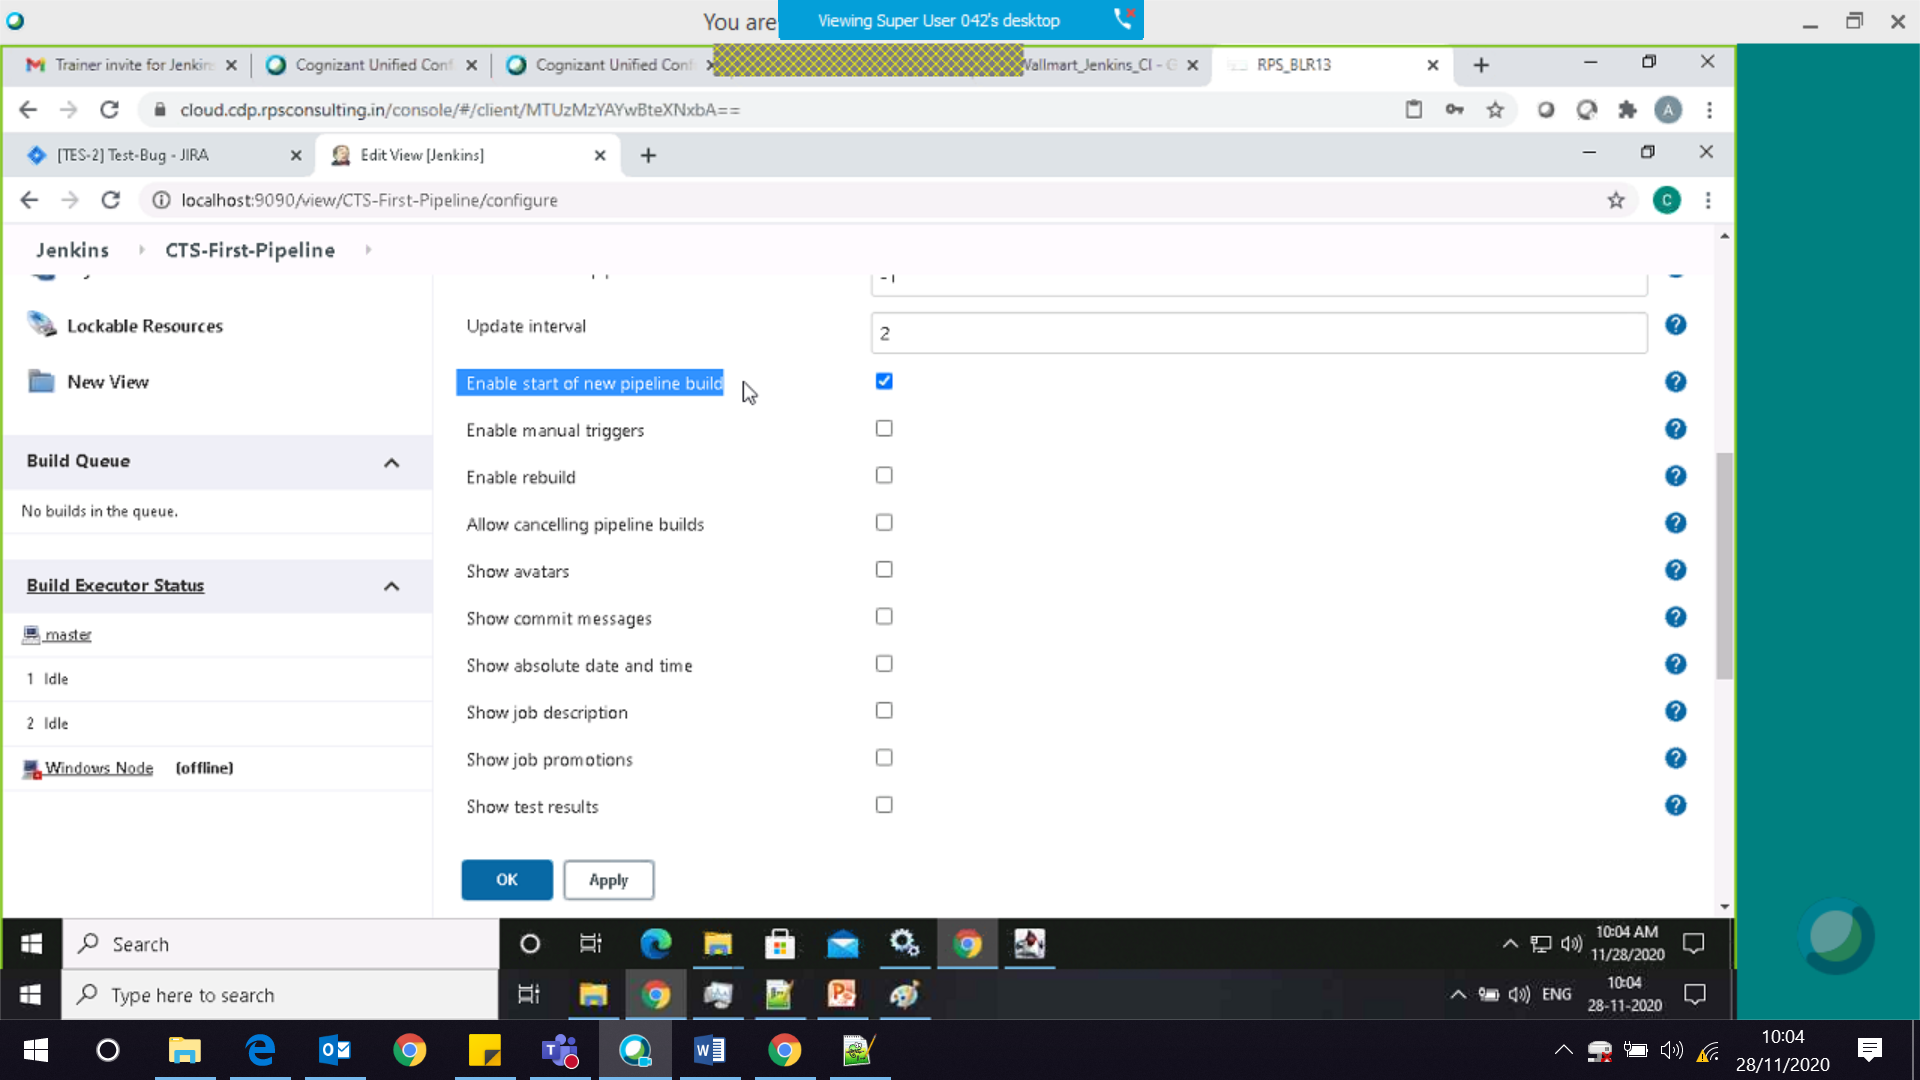 You are
Viewing Super User 042's desktop
Trainer invite for Jenkin
Cognizant Unified Conf
Cognizant Unified Con
Wallmart_Jenkins_CI - G
RPS_BLR13
cloud.cdp.rpsconsulting.in/console/#/client/MTUzMzYAYwBteXNxbA==
A
[TES-2] Test-Bug - JIRA
Edit View [Jenkins]
localhost:9090/view/CTS-First-Pipeline/configure
C
Jenkins
CTS-First-Pipeline
-1
Lockable Resources
Update interval
2
New View
Enable start of new pipeline build
Enable manual triggers
Build Queue
Enable rebuild
No builds in the queue.
Allow cancelling pipeline builds
Show avatars
Build Executor Status
Show commit messages
master
Show absolute date and time
1 Idle
Show job description
2 Idle
Show job promotions
Windows Node (offline)
Show test results
OK
Apply
Search
10:04 AM
11/28/2020
Type here to search
ENG
10:04
28-11-2020
10:04
28/11/2020